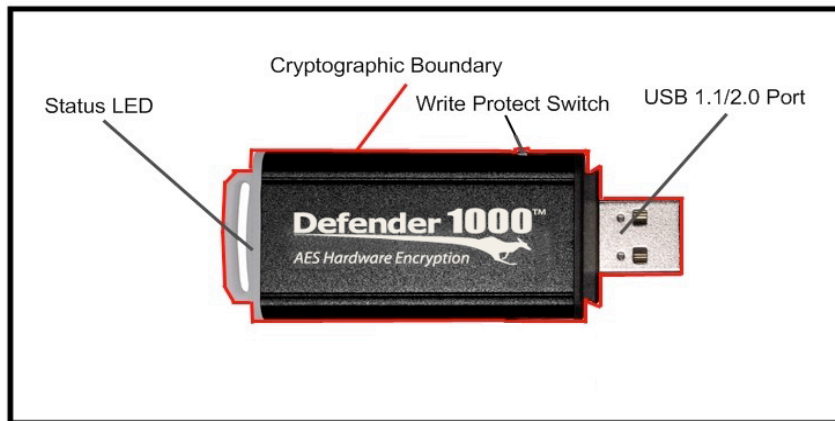 Cryptographic Boundary
Status LED
Write Protect Switch
USB 1.1/2.0 Port
Defender 1000™
AES Hardware Encryption